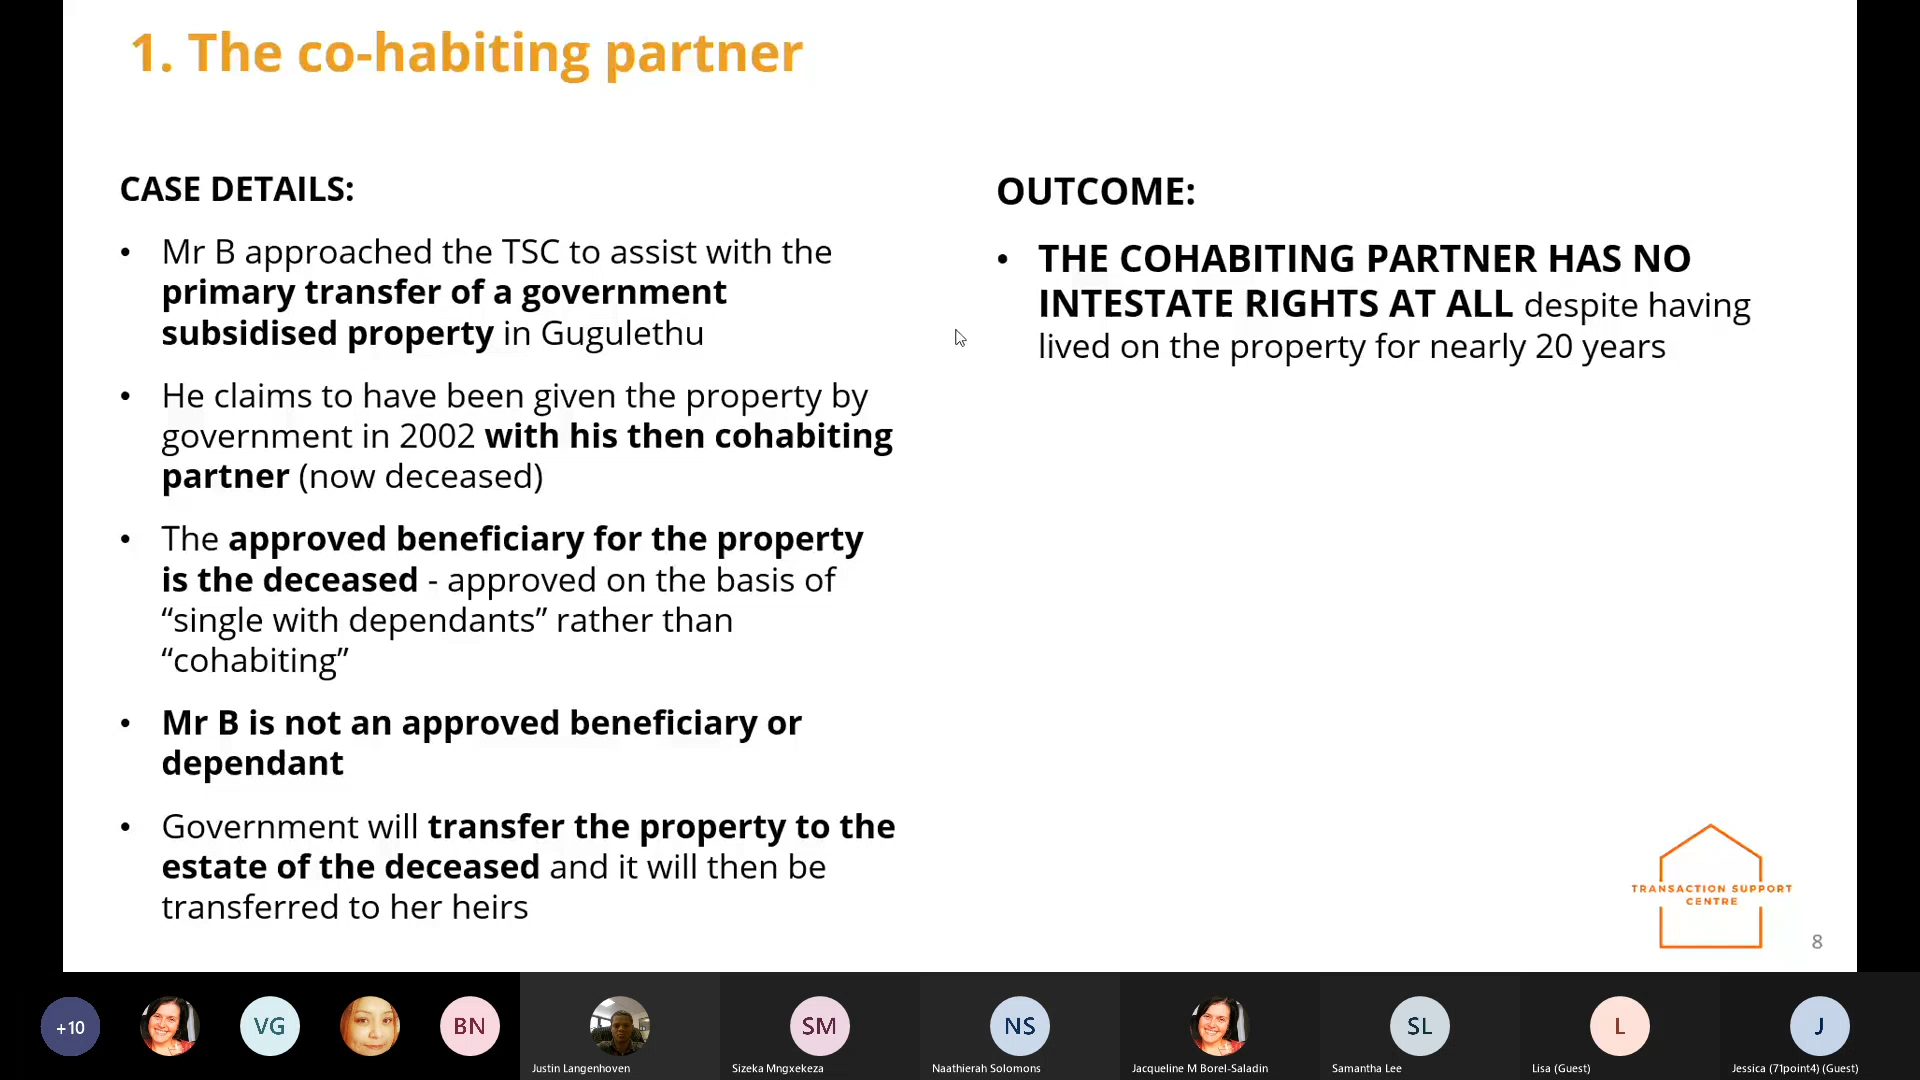 1. The co-habiting partner
CASE DETAILS:
• Mr B approached the TSC to assist with the
primary transfer of a government
subsidised property in Gugulethu
• He claims to have been given the property by
government in 2002 with his then cohabiting
partner (now deceased)
• The approved beneficiary for the property
is the deceased - approved on the basis of
“single with dependants” rather than
“cohabiting”
• Mr B is not an approved beneficiary or
dependant
• Government will transfer the property to the
estate of the deceased and it will then be
transferred to her heirs
OUTCOME:
• THE COHABITING PARTNER HAS NO
INTESTATE RIGHTS AT ALL despite having
lived on the property for nearly 20 years
TRANSACTION SUPPORT
CENTRE
8
+10
VG
BN
Justin Langenhoven
SM
Sizeka Mngxekeza
NS
Naathierah Solomons
Jacqueline M Borel-Saladin
SL
Samantha Lee
L
Lisa (Guest)
J
Jessica (71point4) (Guest)